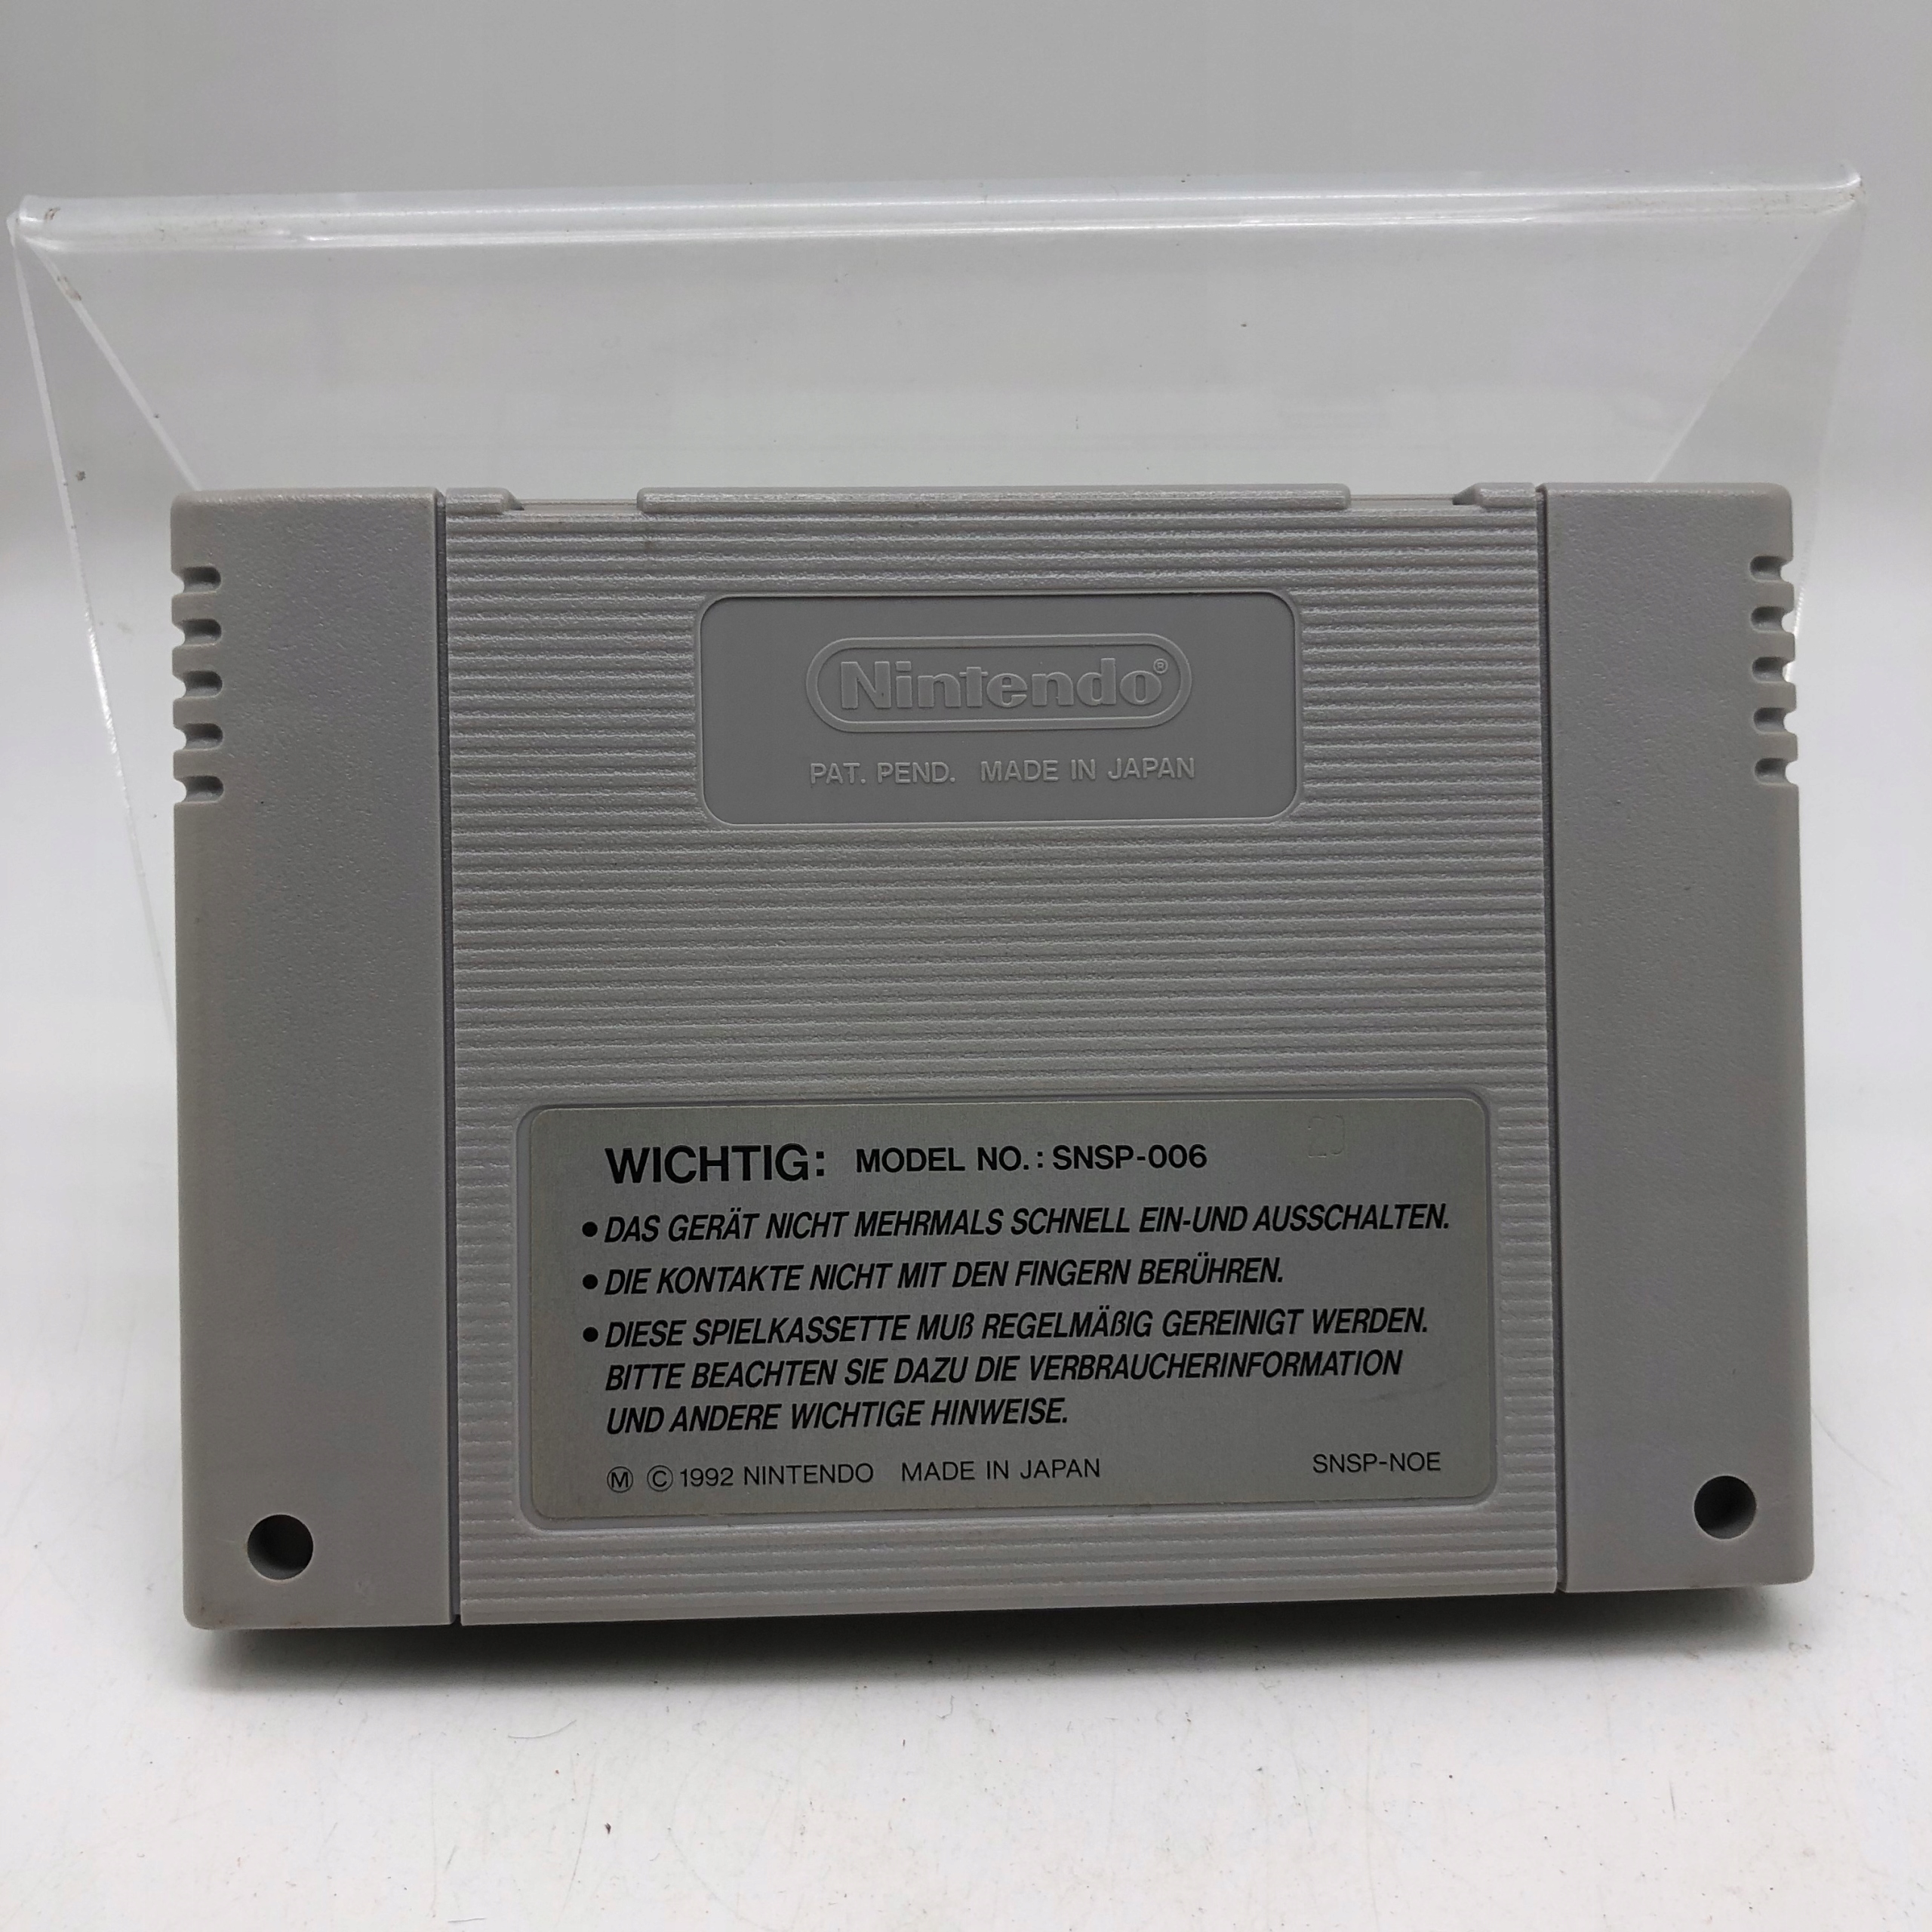 Nintendo®
PAT. PEND. MADE IN JAPAN
WICHTIG: MODEL NO.: SNSP-006
20
• DAS GERÄT NICHT MEHRMALS SCHNELL EIN-UND AUSSCHALTEN.
• DIE KONTAKTE NICHT MIT DEN FINGERN BERÜHREN.
• DIESE SPIELKASSETTE MUß REGELMÄßIG GEREINIGT WERDEN.
BITTE BEACHTEN SIE DAZU DIE VERBRAUCHERINFORMATION
UND ANDERE WICHTIGE HINWEISE.
Ⓜ © 1992 NINTENDO MADE IN JAPAN SNSP-NOE